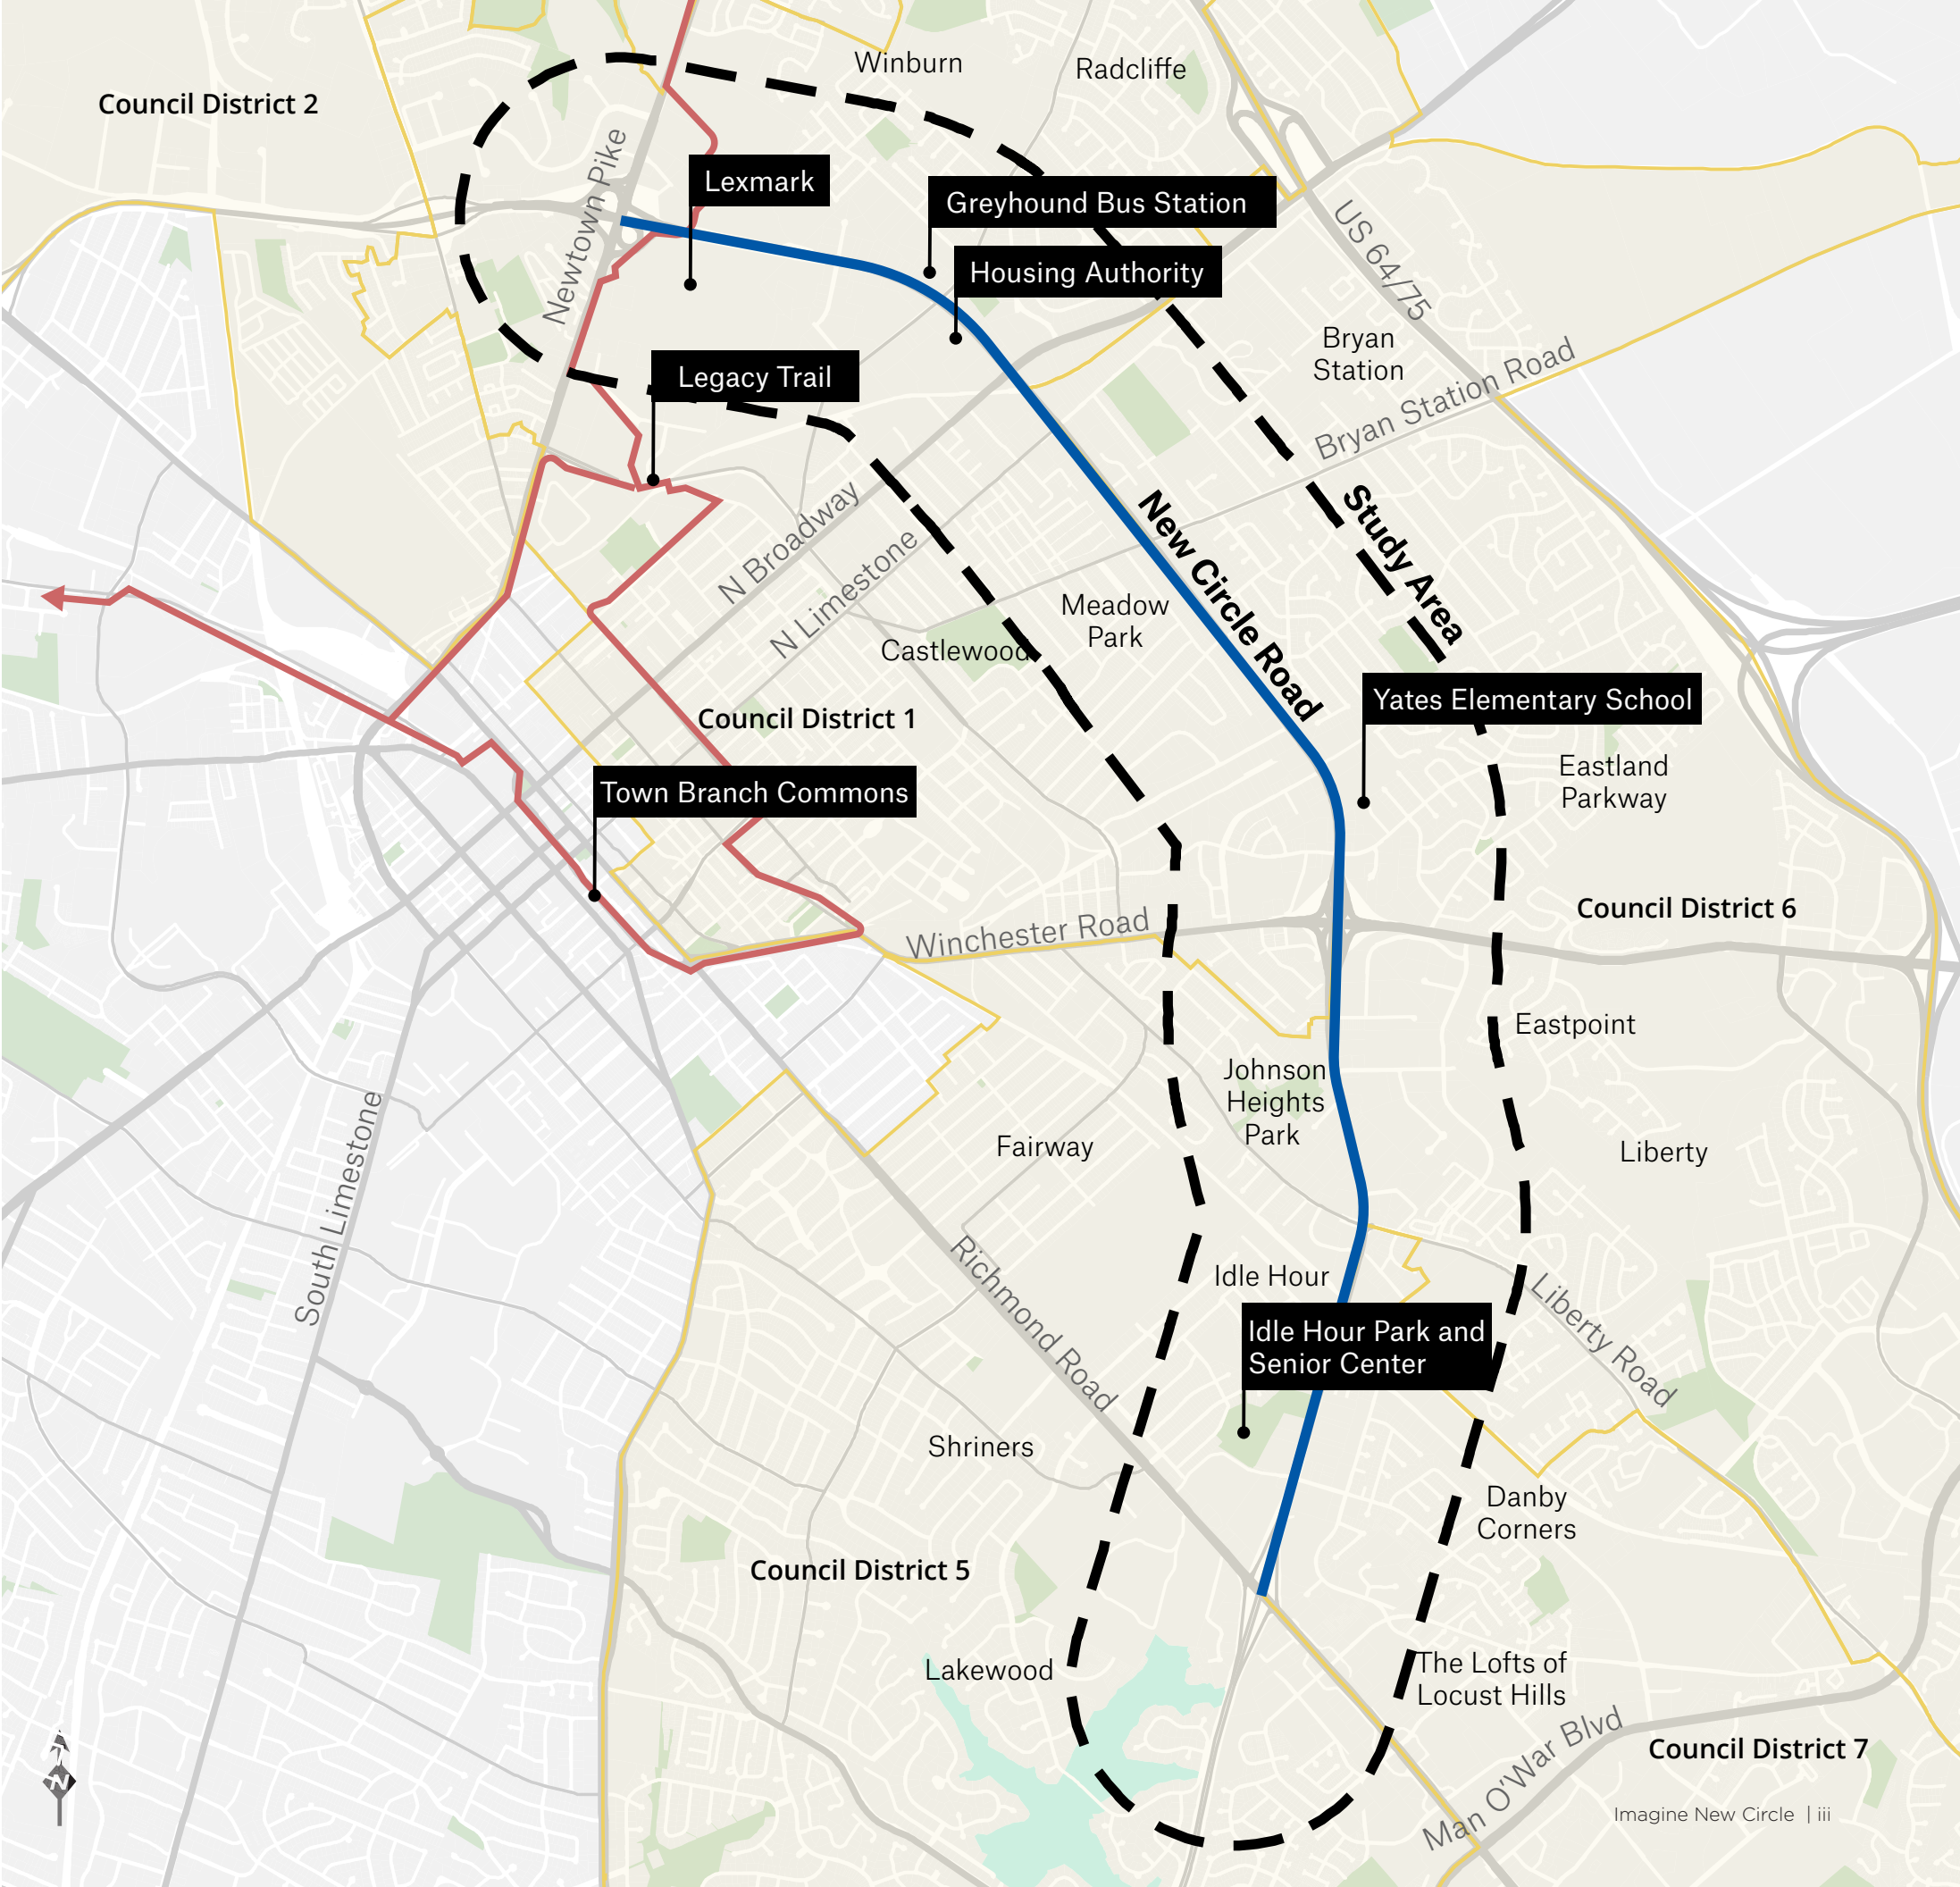 Winburn
Radcliffe
Council District 2
Newtown Pike
Lexmark
Greyhound Bus Station
US 64/75
Housing Authority
Bryan
Station
Legacy Trail
Bryan Station Road
N Broadway
N Limestone
New Circle Road
Study Area
Meadow
Park
Castlewood
Council District 1
Yates Elementary School
Eastland
Parkway
Town Branch Commons
Council District 6
Winchester Road
Eastpoint
Johnson
Heights
Park
Fairway
Liberty
South Limestone
Richmond Road
Idle Hour
Liberty Road
Idle Hour Park and
Senior Center
Shriners
Danby
Corners
Council District 5
Lakewood
The Lofts of
Locust Hills
Man O'War Blvd
Council District 7
N
Imagine New Circle | iii